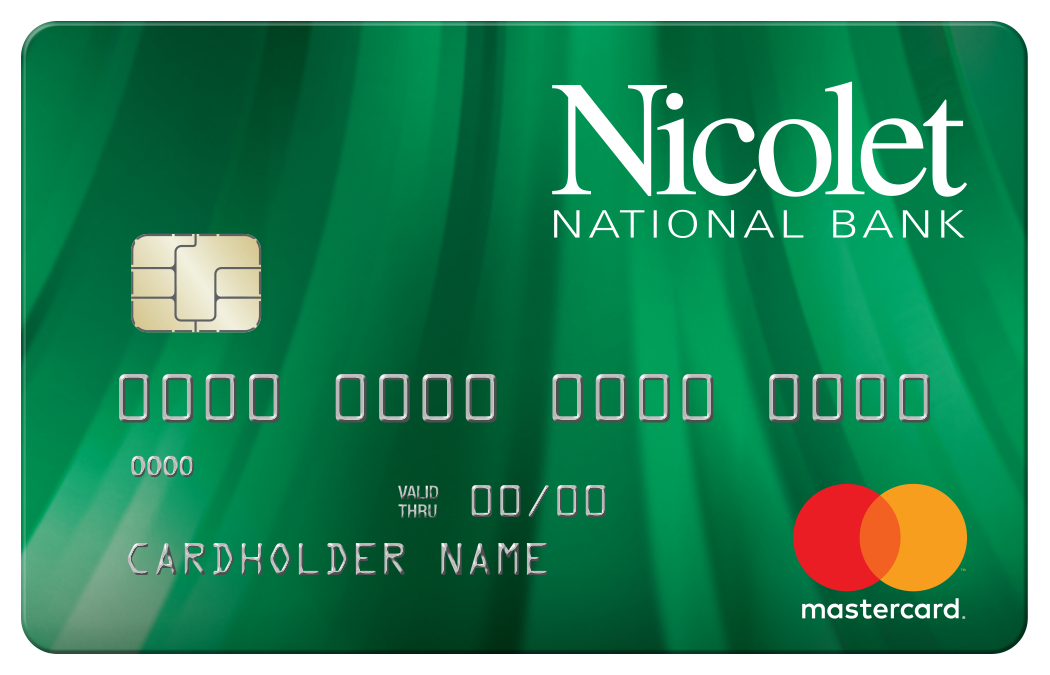 Nicolet
NATIONAL BANK
0000 0000 0000 0000
0000
VALID
THRU 00/00
CARDHOLDER NAME
mastercard.